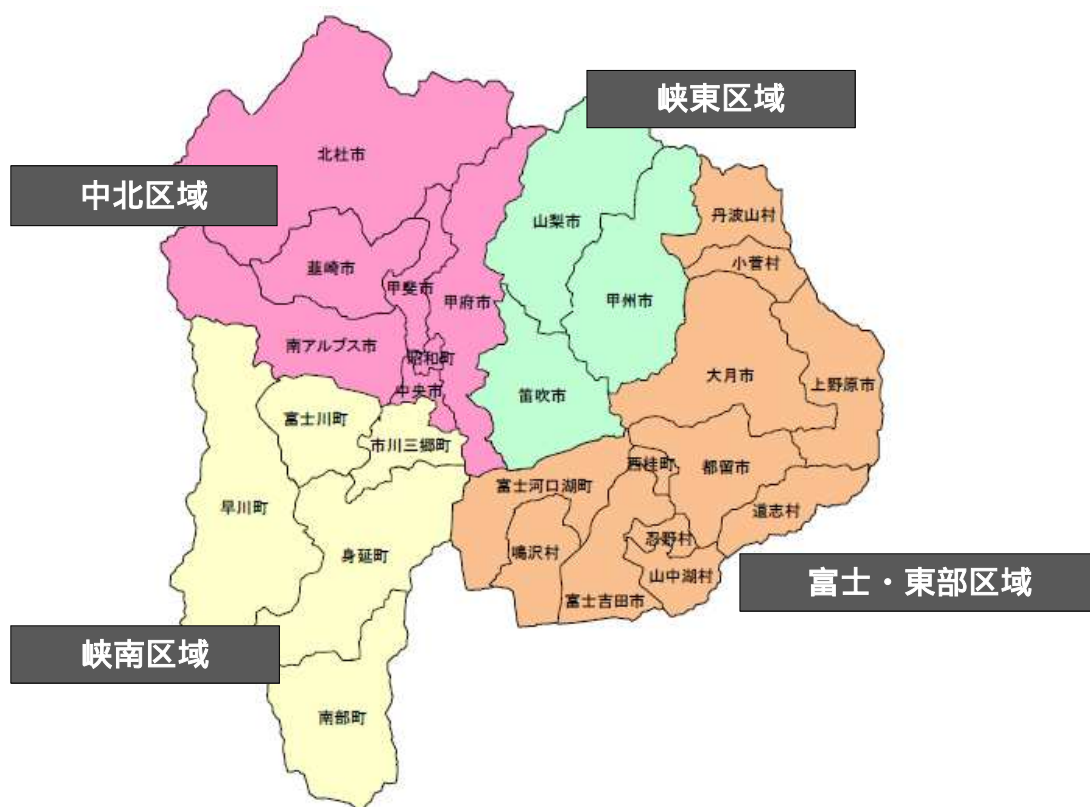 峡東区域
北杜市
中北区域
丹波山村
山梨市
小菅村
韮崎市
甲斐市
甲府市
甲州市
南アルプス市
昭和町
中央市
笛吹市
大月市
上野原市
富士川町
市川三郷町
西桂町
都留市
富士河口湖町
早川町
道志村
忍野村
鳴沢村
身延町
山中湖村
富士・東部区域
富士吉田市
峡南区域
南部町